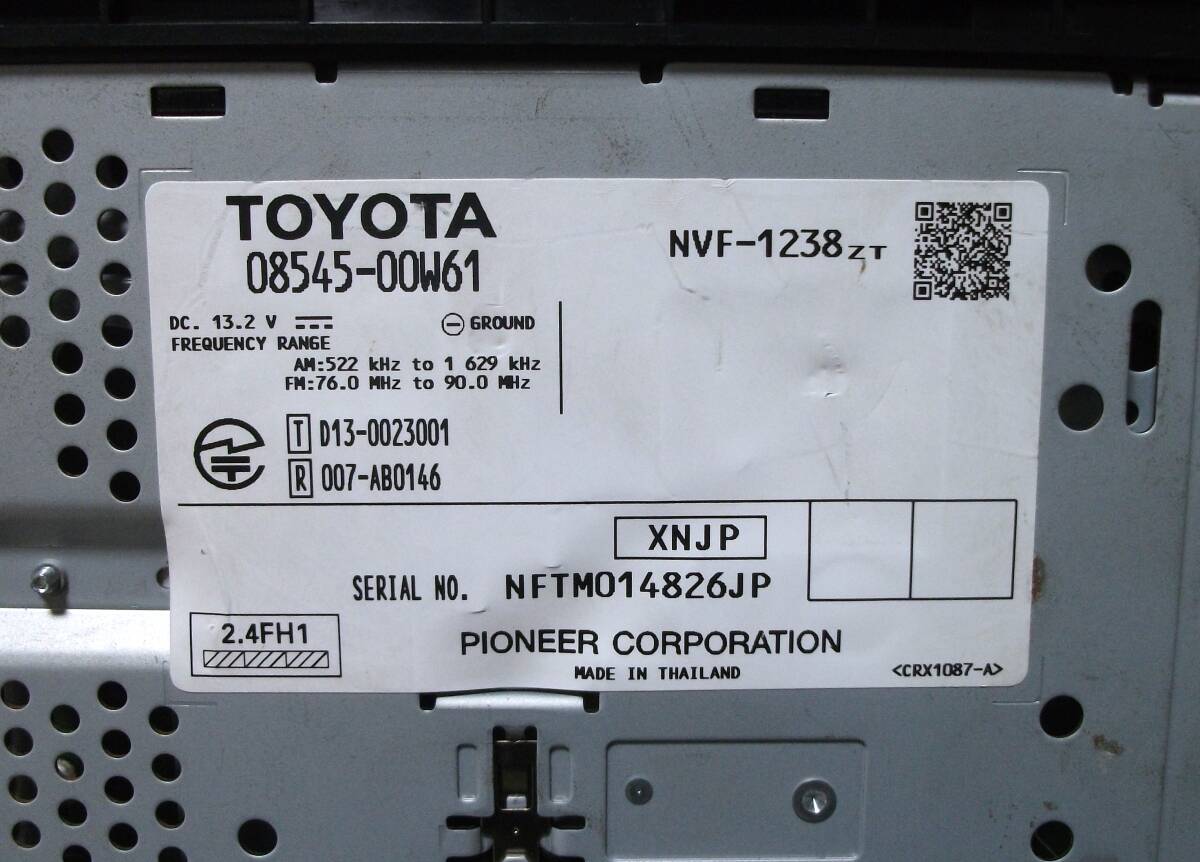 TOYOTA
08545-00W61
NVF-1238ZT
DC. 13.2 V
GROUND
FREQUENCY RANGE
AM:522 kHz to 1 629 kHz
FM:76.0 MHz to 90.0 MHz
T D13-0023001
R 007-AB0146
XNJP
SERIAL NO. NFTM014826JP
2.4FH1
PIONEER CORPORATION
MADE IN THAILAND
<CRX1087-A>